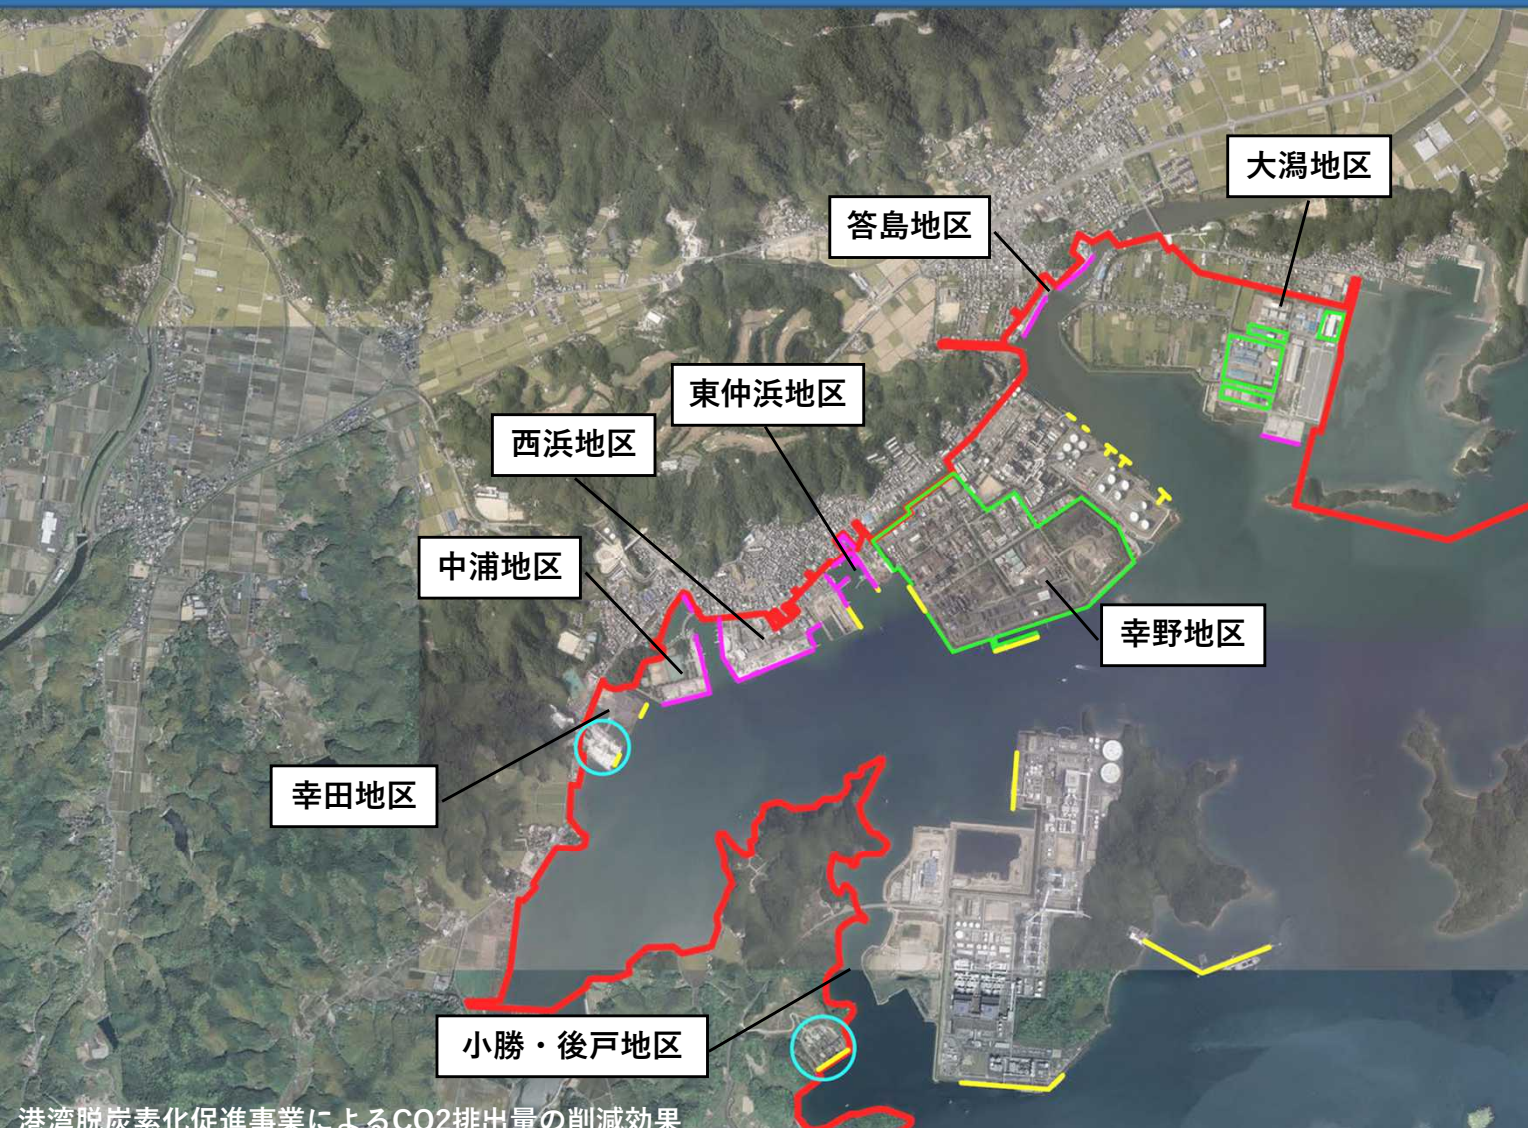 大潟地区
答島地区
東仲浜地区
西浜地区
中浦地区
幸野地区
幸田地区
小勝・後戸地区
港湾脱炭素化促進事業によるCO2排出量の削減効果